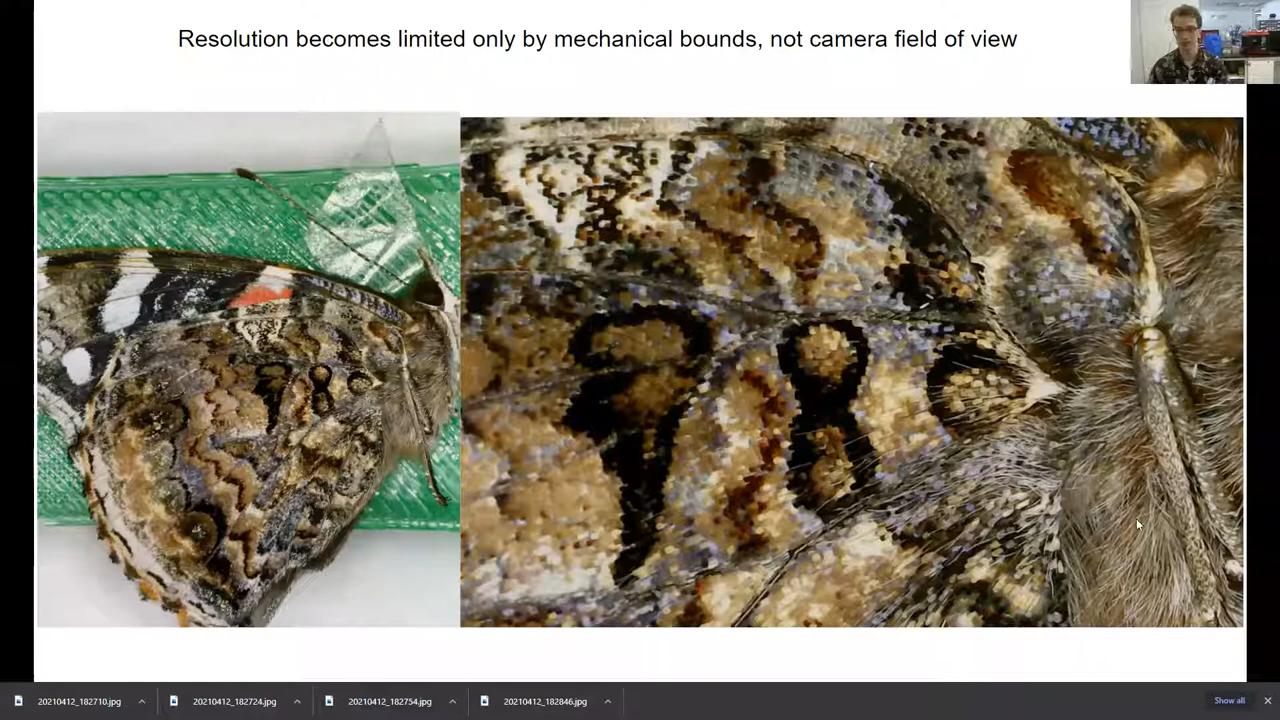 Resolution becomes limited only by mechanical bounds, not camera field of view
20210412_182710.jpg
20210412_182724.jpg
20210412_182754.jpg
20210412_182846.jpg
Show all